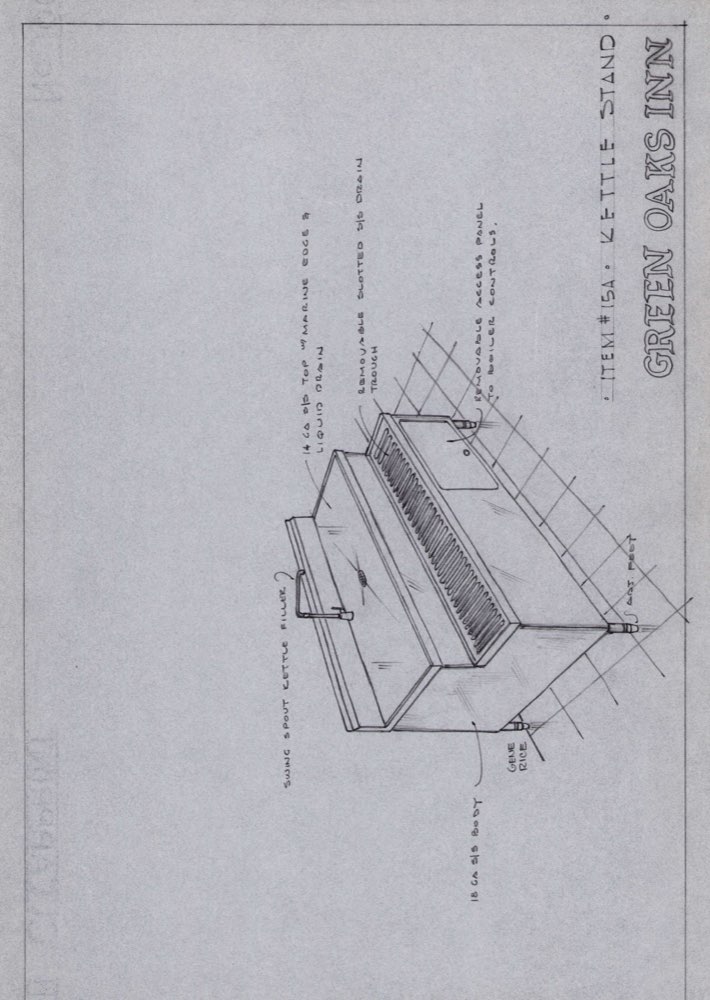 GREEN OAKS INN
· ITEM #15A · KETTLE STAND ·
REMOVABLE ACCESS PANEL
TO BOILER CONTROLS.
REMOVABLE SLOTTED S/S DRAIN
TROUGH
14 GA S/S TOP W/ MARINE EDGE &
LIQUID DRAIN
SWING SPOUT KETTLE FILLER
ADJ. FEET
GENE
RICE
18 GA S/S BODY